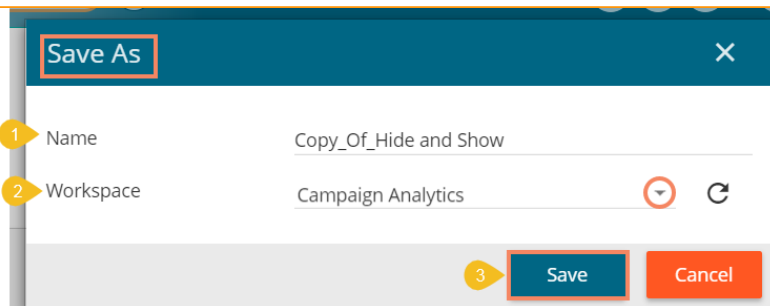 Save As
1 Name Copy_Of_Hide and Show
2 Workspace Campaign Analytics
3 Save Cancel